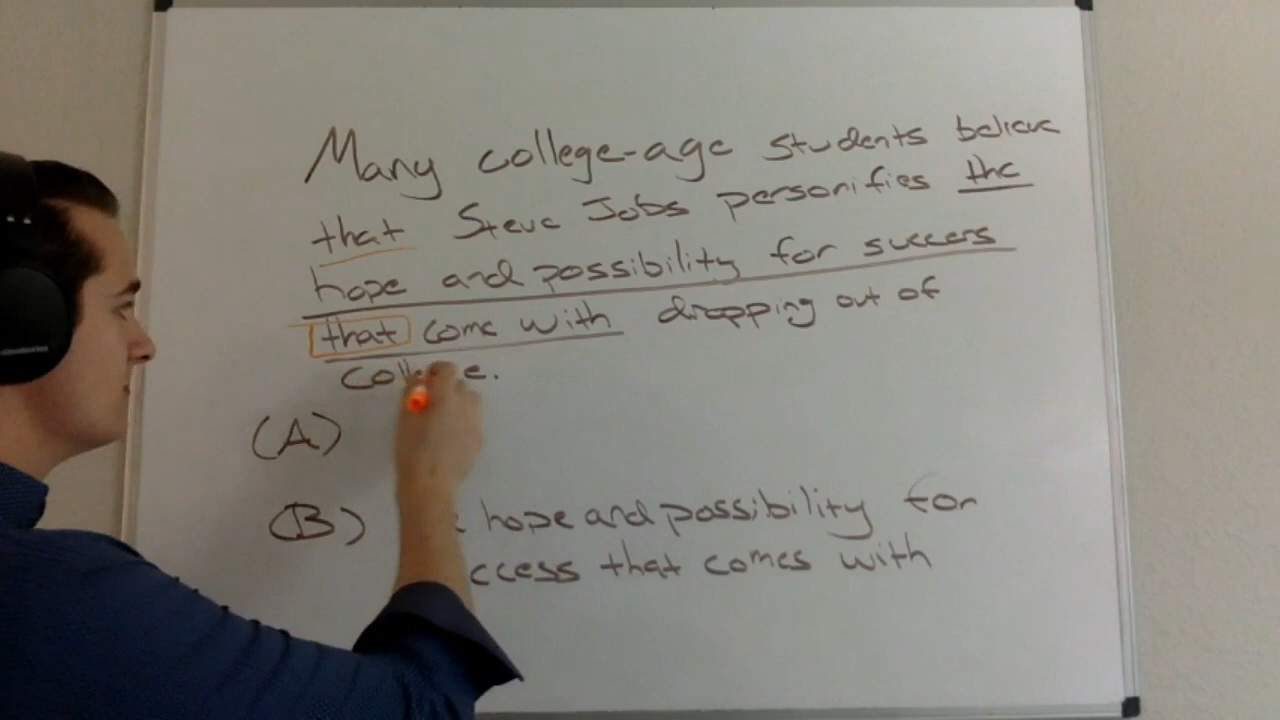 Many college-age students believe
that Steve Jobs personifies the
hope and possibility for success
that come with dropping out of
college.
(A)
(B) hope and possibility for
success that comes with